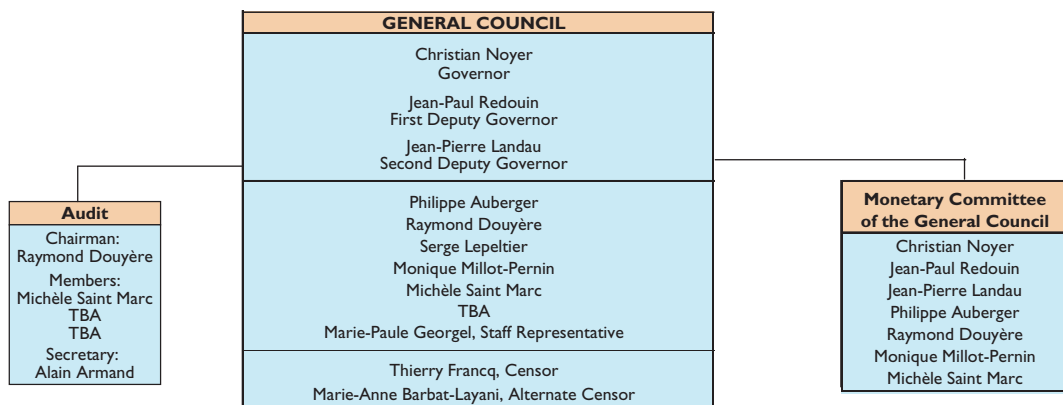 GENERAL COUNCIL
Christian Noyer
Governor
Jean-Paul Redouin
First Deputy Governor
Jean-Pierre Landau
Second Deputy Governor
Philippe Auberger
Raymond Douyère
Serge Lepeltier
Monique Millot-Pernin
Michèle Saint Marc
TBA
Marie-Paule Georgel, Staff Representative
Thierry Francq, Censor
Marie-Anne Barbat-Layani, Alternate Censor
Audit
Chairman:
Raymond Douyère
Members:
Michèle Saint Marc
TBA
TBA
Secretary:
Alain Armand
Monetary Committee
of the General Council
Christian Noyer
Jean-Paul Redouin
Jean-Pierre Landau
Philippe Auberger
Raymond Douyère
Monique Millot-Pernin
Michèle Saint Marc